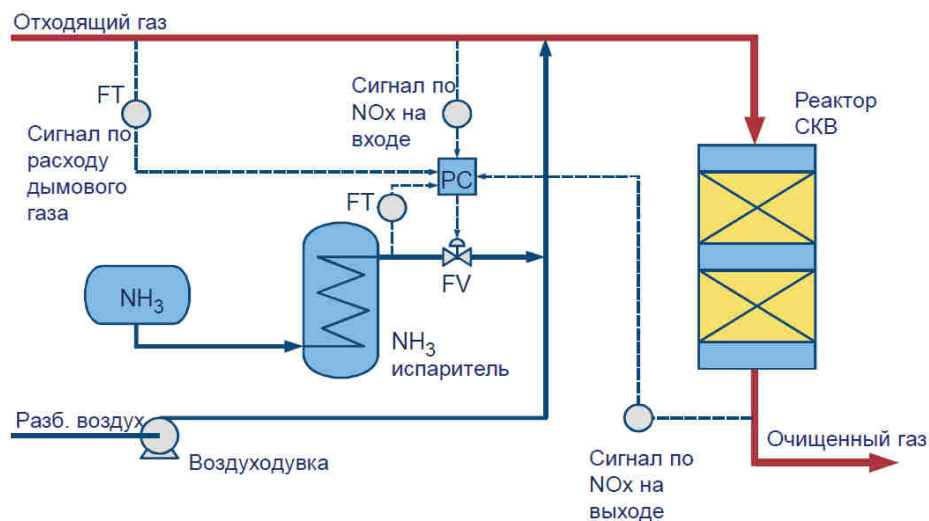 Отходящий газ
FT
Сигнал по
расходу
дымового
газа
Сигнал по
NOx на
входе
Реактор
СКВ
PC
FT
FV
NH3
NH3
испаритель
Разб. воздух
Воздуходувка
Сигнал по
NOx на
выходе
Очищенный газ